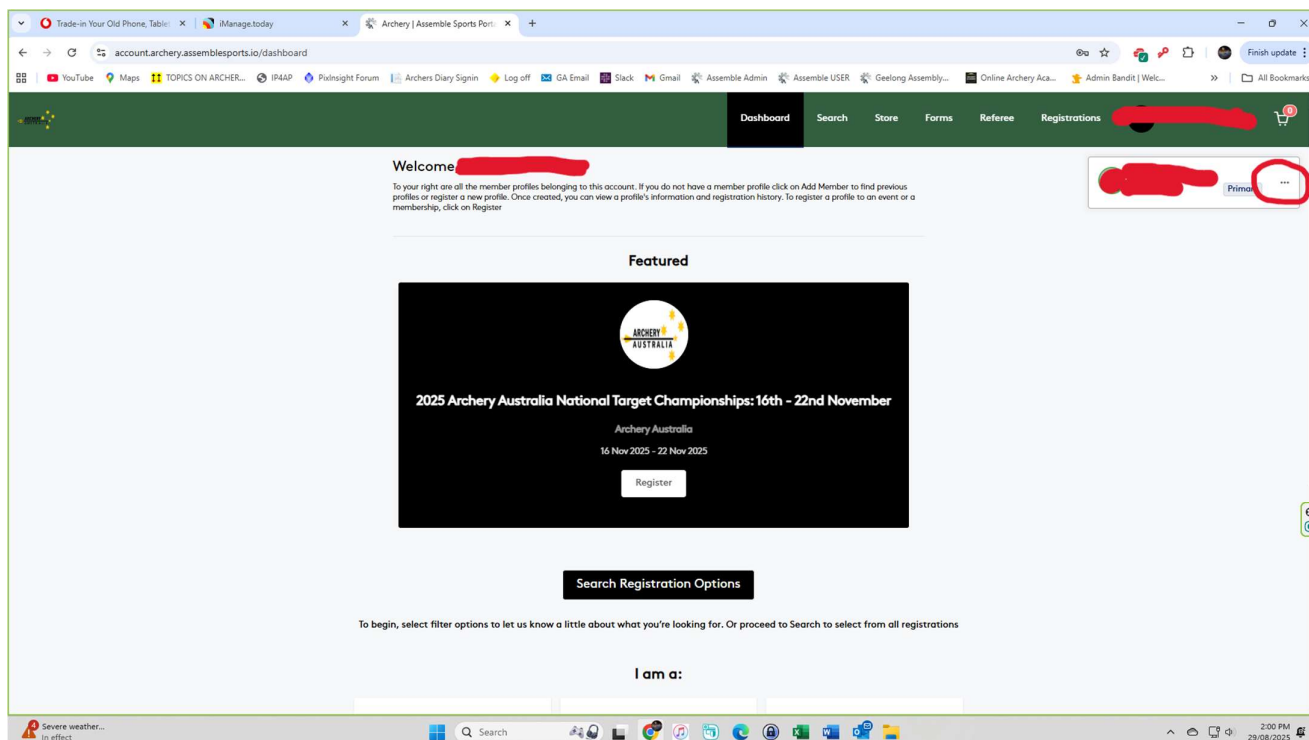 Trade-in Your Old Phone, Tablet
iManage.today
Archery | Assemble Sports Port
account.archery.assemblesports.io/dashboard
Finish update
YouTube
Maps
TOPICS ON ARCHER...
IP4AP
PixInsight Forum
Archers Diary Signin
Log off
GA Email
Slack
Gmail
Assemble Admin
Assemble USER
Geelong Assembly...
Online Archery Aca...
Admin Bandit | Welc...
All Bookmarks
Dashboard
Search
Store
Forms
Referee
Registrations
0
Welcome
To your right are all the member profiles belonging to this account. If you do not have a member profile click on Add Member to find previous
profiles or register a new profile. Once created, you can view a profile's information and registration history. To register a profile to an event or a
membership, click on Register
...
Featured
ARCHERY
AUSTRALIA
2025 Archery Australia National Target Championships: 16th - 22nd November
Archery Australia
16 Nov 2025 - 22 Nov 2025
Register
Search Registration Options
To begin, select filter options to let us know a little about what you're looking for. Or proceed to Search to select from all registrations
I am a:
4
Severe weather...
In effect
Search
2:00 PM
29/08/2025